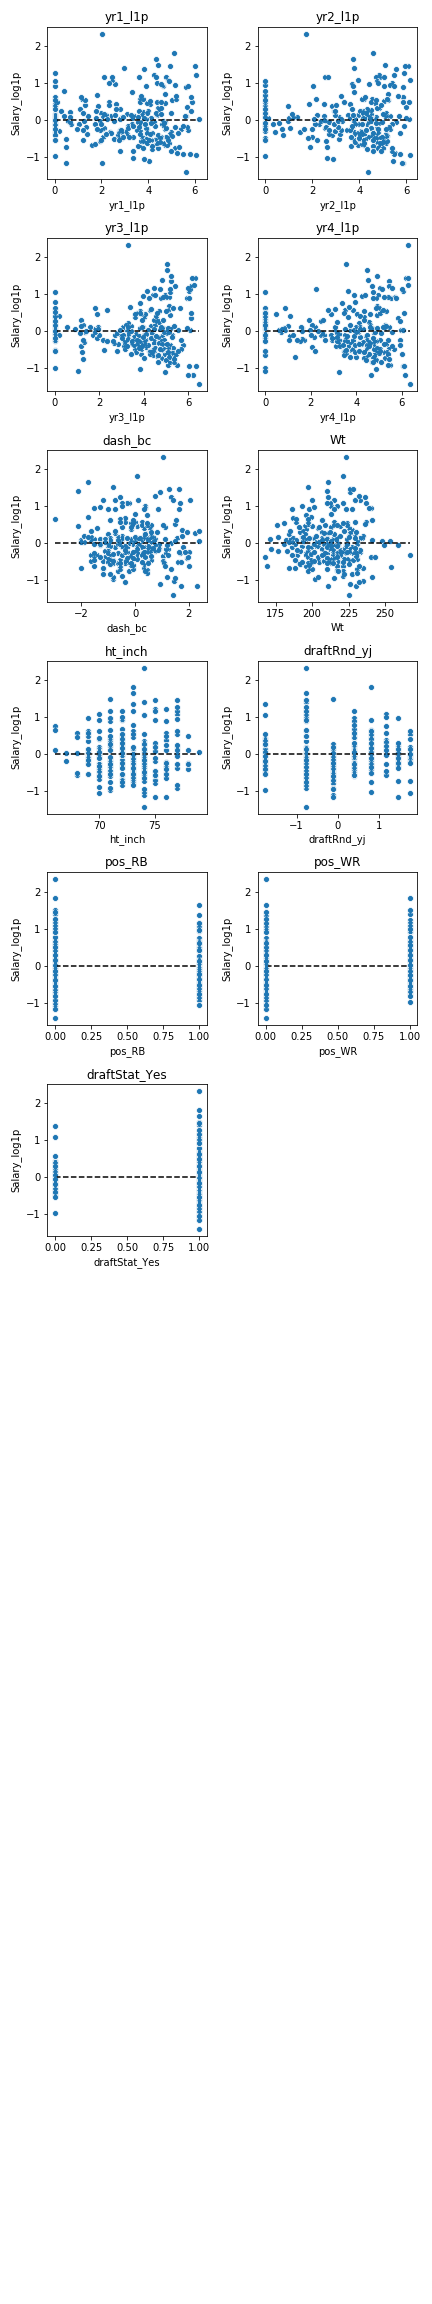 yr1_l1p
yr2_l1p
Salary_log1p
2
1
0
−1
0
2
4
6
yr1_l1p
Salary_log1p
2
1
0
−1
0
2
4
6
yr2_l1p
yr3_l1p
yr4_l1p
Salary_log1p
2
1
0
−1
0
2
4
6
yr3_l1p
Salary_log1p
2
1
0
−1
0
2
4
6
yr4_l1p
dash_bc
Wt
Salary_log1p
2
1
0
−1
−2
0
2
dash_bc
Salary_log1p
2
1
0
−1
175
200
225
250
Wt
ht_inch
draftRnd_yj
Salary_log1p
2
1
0
−1
70
75
ht_inch
Salary_log1p
2
1
0
−1
−1
0
1
draftRnd_yj
pos_RB
pos_WR
Salary_log1p
2
1
0
−1
0.00
0.25
0.50
0.75
1.00
pos_RB
Salary_log1p
2
1
0
−1
0.00
0.25
0.50
0.75
1.00
pos_WR
draftStat_Yes
Salary_log1p
2
1
0
−1
0.00
0.25
0.50
0.75
1.00
draftStat_Yes